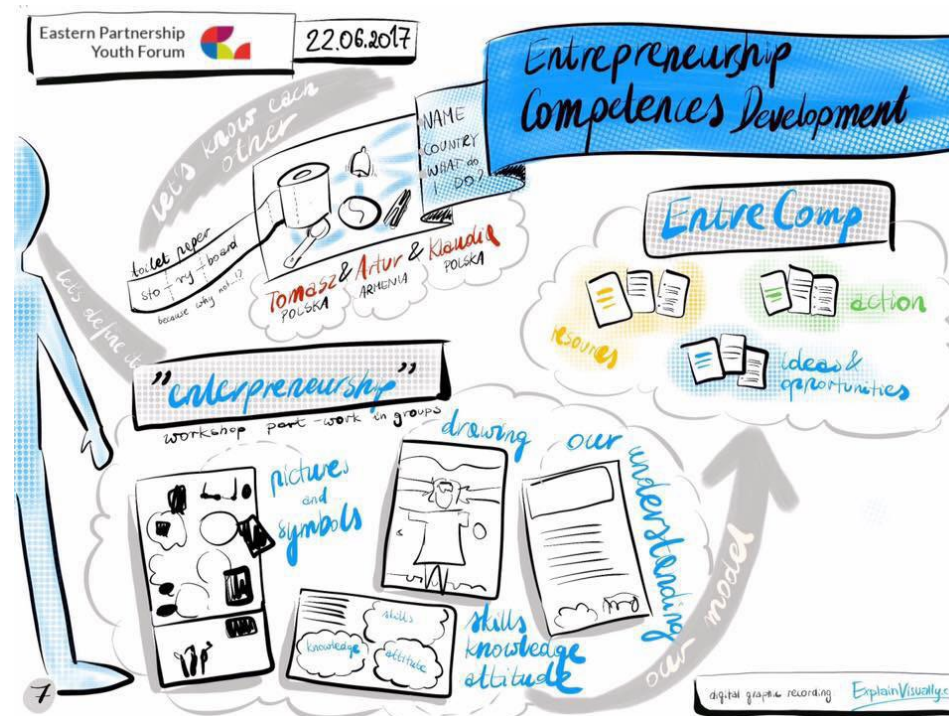 Eastern Partnership
Youth Forum
22.06.2017
Entrepreneurship
Competences Development
let's know each
other
NAME
COUNTRY
WHAT do
I DO?
toilet paper
sto ry board
because why not...!?
Tomasz & Artur & Klaudia
POLSKA
ARMENIA
POLSKA
EntreComp
resources
action
ideas &
opportunities
let's define it
"enterpreneurship"
workshop part - work in groups
pictures
and
symbols
drawing
our understanding
skills
knowledge
attitude
skills
knowledge
attitude
our model
7
digital graphic recording
ExplainVisually.c